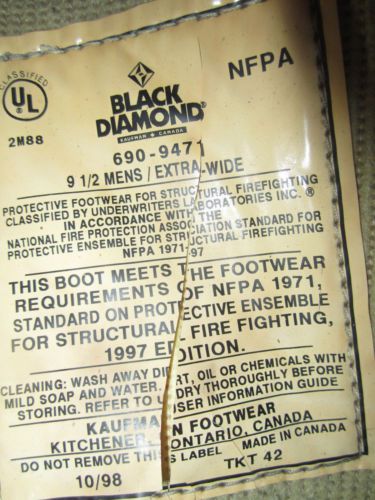 CLASSIFIED
UL
®
2M88
BLACK
DIAMOND®
KAUFMAN CANADA
NFPA
690-9471
9 1/2 MENS / EXTRA-WIDE
PROTECTIVE FOOTWEAR FOR STRUCTURAL FIREFIGHTING
CLASSIFIED BY UNDERWRITERS LABORATORIES INC.®
IN ACCORDANCE WITH THE
NATIONAL FIRE PROTECTION ASSOCIATION STANDARD FOR
PROTECTIVE ENSEMBLE FOR STRUCTURAL FIREFIGHTING
NFPA 1971-97
THIS BOOT MEETS THE FOOTWEAR
REQUIREMENTS OF NFPA 1971,
STANDARD ON PROTECTIVE ENSEMBLE
FOR STRUCTURAL FIRE FIGHTING,
1997 EDITION.
CLEANING: WASH AWAY DIRT, OIL OR CHEMICALS WITH
MILD SOAP AND WATER. DRY THOROUGHLY BEFORE
STORING. REFER TO USER INFORMATION GUIDE
KAUFMAN FOOTWEAR
KITCHENER, ONTARIO, CANADA
DO NOT REMOVE THIS LABEL MADE IN CANADA
10/98 TKT 42